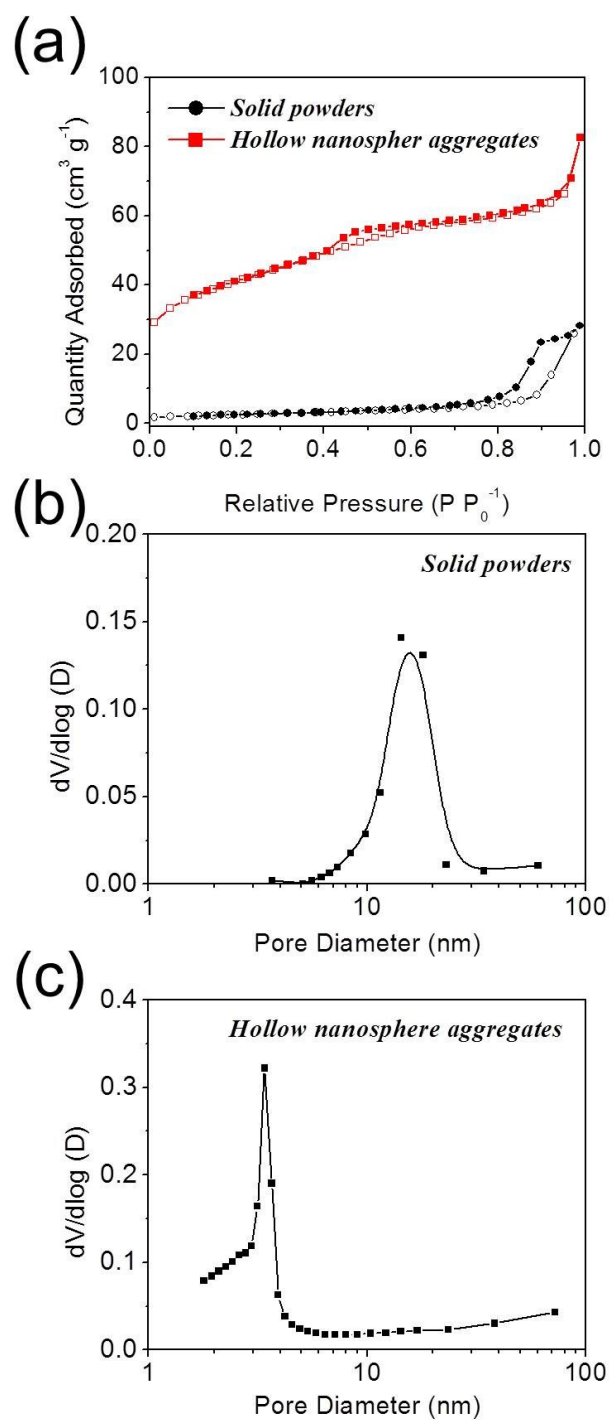 (a)
100
80
60
40
20
0
Quantity Adsorbed (cm³ g⁻¹)
Solid powders
Hollow nanospher aggregates
0.0 0.2 0.4 0.6 0.8 1.0
Relative Pressure (P P₀⁻¹)
(b)
0.20
0.15
0.10
0.05
0.00
dV/dlog (D)
Solid powders
1 10 100
Pore Diameter (nm)
(c)
0.4
0.3
0.2
0.1
0.0
dV/dlog (D)
Hollow nanosphere aggregates
1 10 100
Pore Diameter (nm)